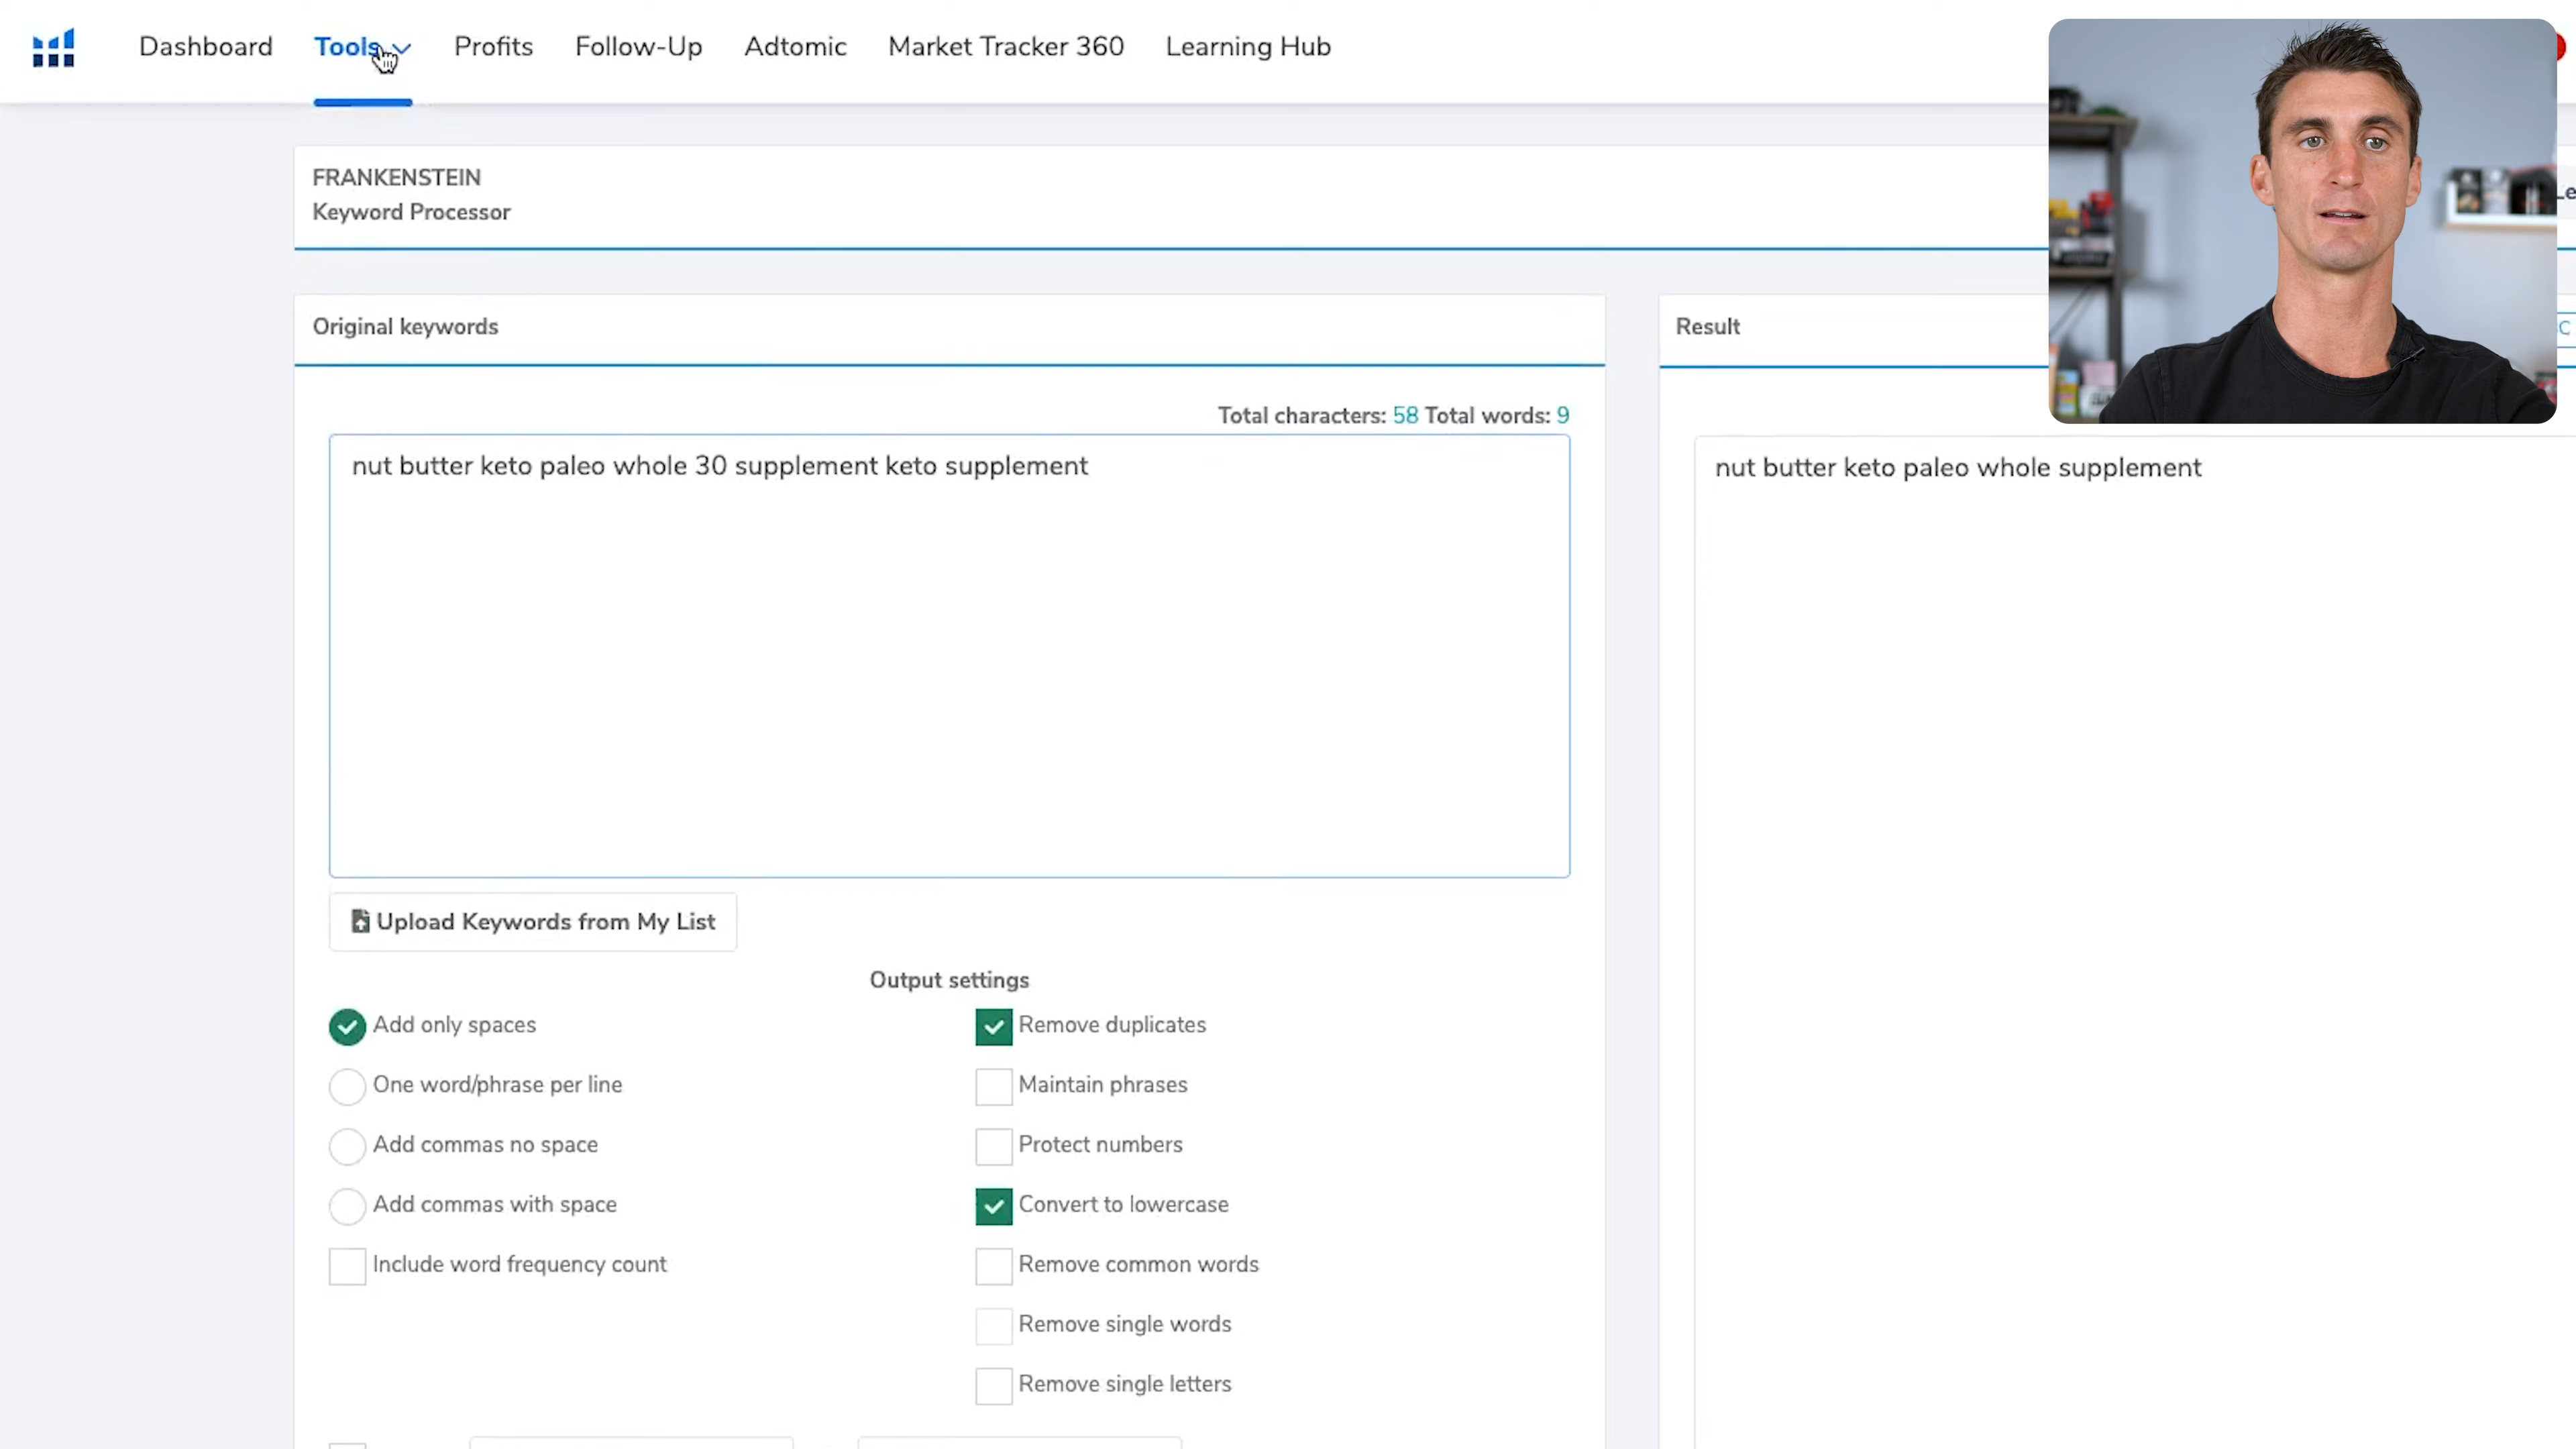 Dashboard Tools Profits Follow-Up Adtomic Market Tracker 360 Learning Hub
FRANKENSTEIN
Keyword Processor
Original keywords
Total characters: 58 Total words: 9
nut butter keto paleo whole 30 supplement keto supplement
Upload Keywords from My List
Output settings
Add only spaces
One word/phrase per line
Add commas no space
Add commas with space
Include word frequency count
Remove duplicates
Maintain phrases
Protect numbers
Convert to lowercase
Remove common words
Remove single words
Remove single letters
Result
nut butter keto paleo whole supplement